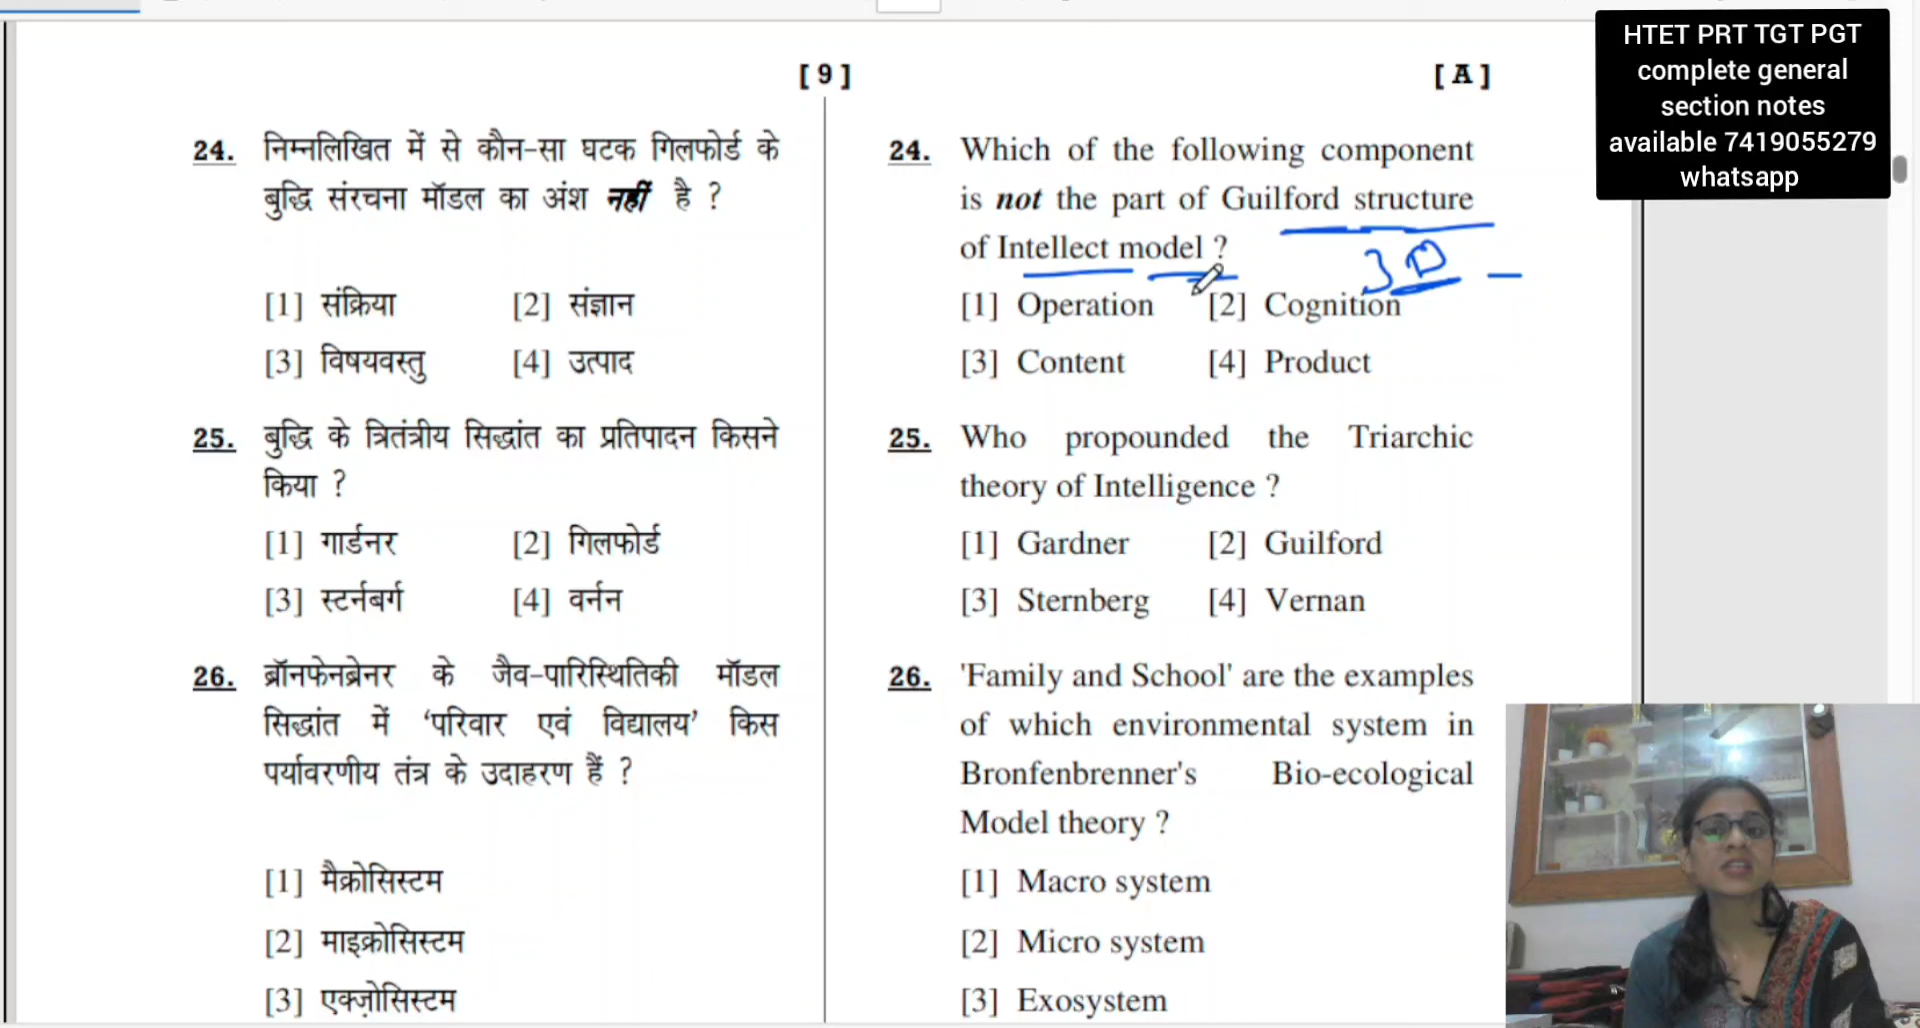 HTET PRT TGT PGT
complete general
section notes
available 7419055279
whatsapp
[ 9 ]
[ A ]
24. निम्नलिखित में से कौन-सा घटक गिलफोर्ड के
बुद्धि संरचना मॉडल का अंश नहीं है ?
[1] संक्रिया [2] संज्ञान
[3] विषयवस्तु [4] उत्पाद
25. बुद्धि के त्रितंत्रीय सिद्धांत का प्रतिपादन किसने
किया ?
[1] गार्डनर [2] गिलफोर्ड
[3] स्टर्नबर्ग [4] वर्नन
26. ब्रॉनफेनब्रेनर के जैव-पारिस्थितिकी मॉडल
सिद्धांत में ‘परिवार एवं विद्यालय’ किस
पर्यावरणीय तंत्र के उदाहरण हैं ?
[1] मैक्रोसिस्टम
[2] माइक्रोसिस्टम
[3] एक्ज़ोसिस्टम
24. Which of the following component
is not the part of Guilford structure
of Intellect model ?
3D
[1] Operation [2] Cognition
[3] Content [4] Product
25. Who propounded the Triarchic
theory of Intelligence ?
[1] Gardner [2] Guilford
[3] Sternberg [4] Vernan
26. 'Family and School' are the examples
of which environmental system in
Bronfenbrenner's Bio-ecological
Model theory ?
[1] Macro system
[2] Micro system
[3] Exosystem